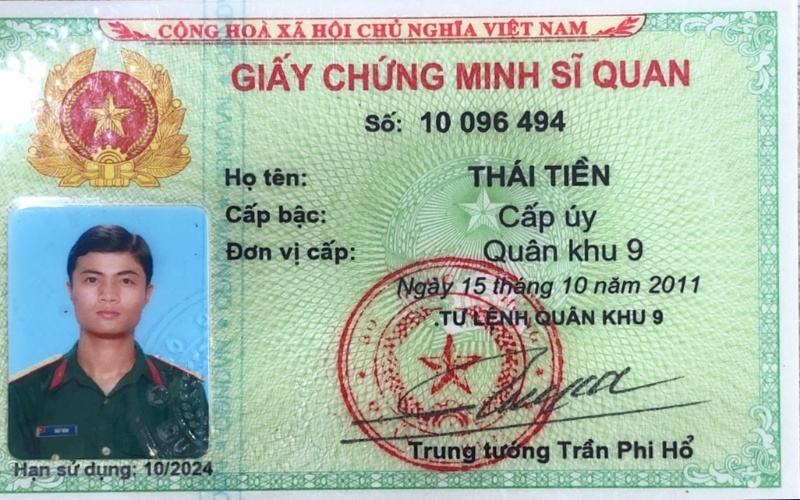 CỘNG HOÀ XÃ HỘI CHỦ NGHĨA VIỆT NAM
GIẤY CHỨNG MINH SĨ QUAN
Số: 10 096 494
Họ tên: THÁI TIỀN
Cấp bậc: Cấp úy
Đơn vị cấp: Quân khu 9
Ngày 15 tháng 10 năm 2011
TƯ LỆNH QUÂN KHU 9
Trung tướng Trần Phi Hổ
Hạn sử dụng: 10/2024